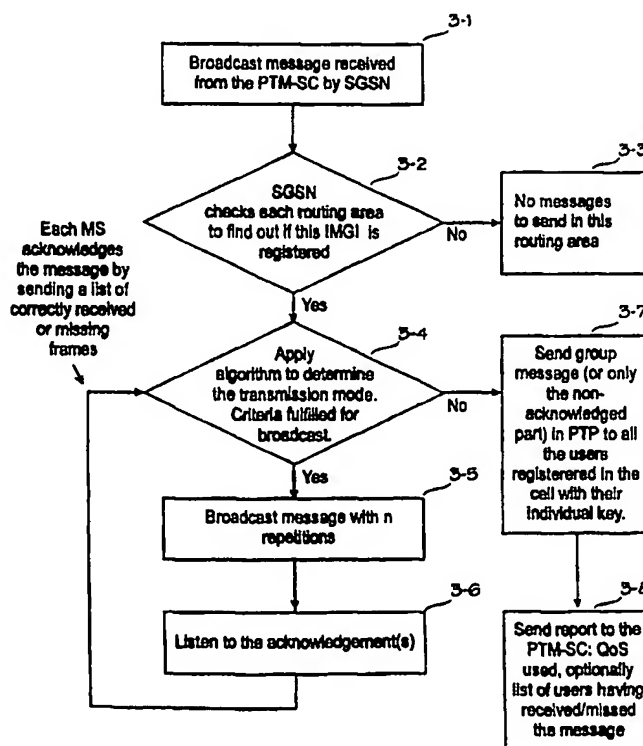 3-1
Broadcast message received
from the PTM-SC by SGSN
3-2
SGSN
checks each routing area
to find out if this IMGI is
registered
No
3-3
No messages
to send in this
routing area
Each MS
acknowledges
the message by
sending a list of
correctly received
or missing
frames
Yes
3-4
Apply
algorithm to determine
the transmission mode.
Criteria fulfilled for
broadcast.
No
3-7
Send group
message (or only
the non-
acknowledged
part) in PTP to all
the users
registerered in the
cell with their
individual key.
Yes
3-5
Broadcast message with n
repetitions
3-6
Listen to the acknowledgement(s)
3-8
Send report to the
PTM-SC: QoS
used, optionally
list of users having
received/missed
the message